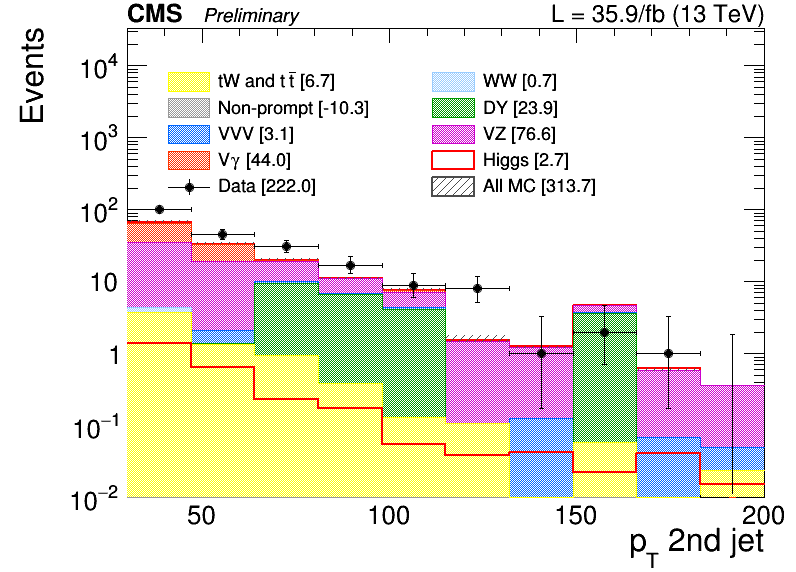 CMS Preliminary L = 35.9/fb (13 TeV)
Events
10⁴
10³
10²
10
1
10⁻¹
10⁻²
tW and t t̄ [6.7]
Non-prompt [-10.3]
VVV [3.1]
Vγ [44.0]
Data [222.0]
WW [0.7]
DY [23.9]
VZ [76.6]
Higgs [2.7]
All MC [313.7]
50 100 150 200
p_T 2nd jet